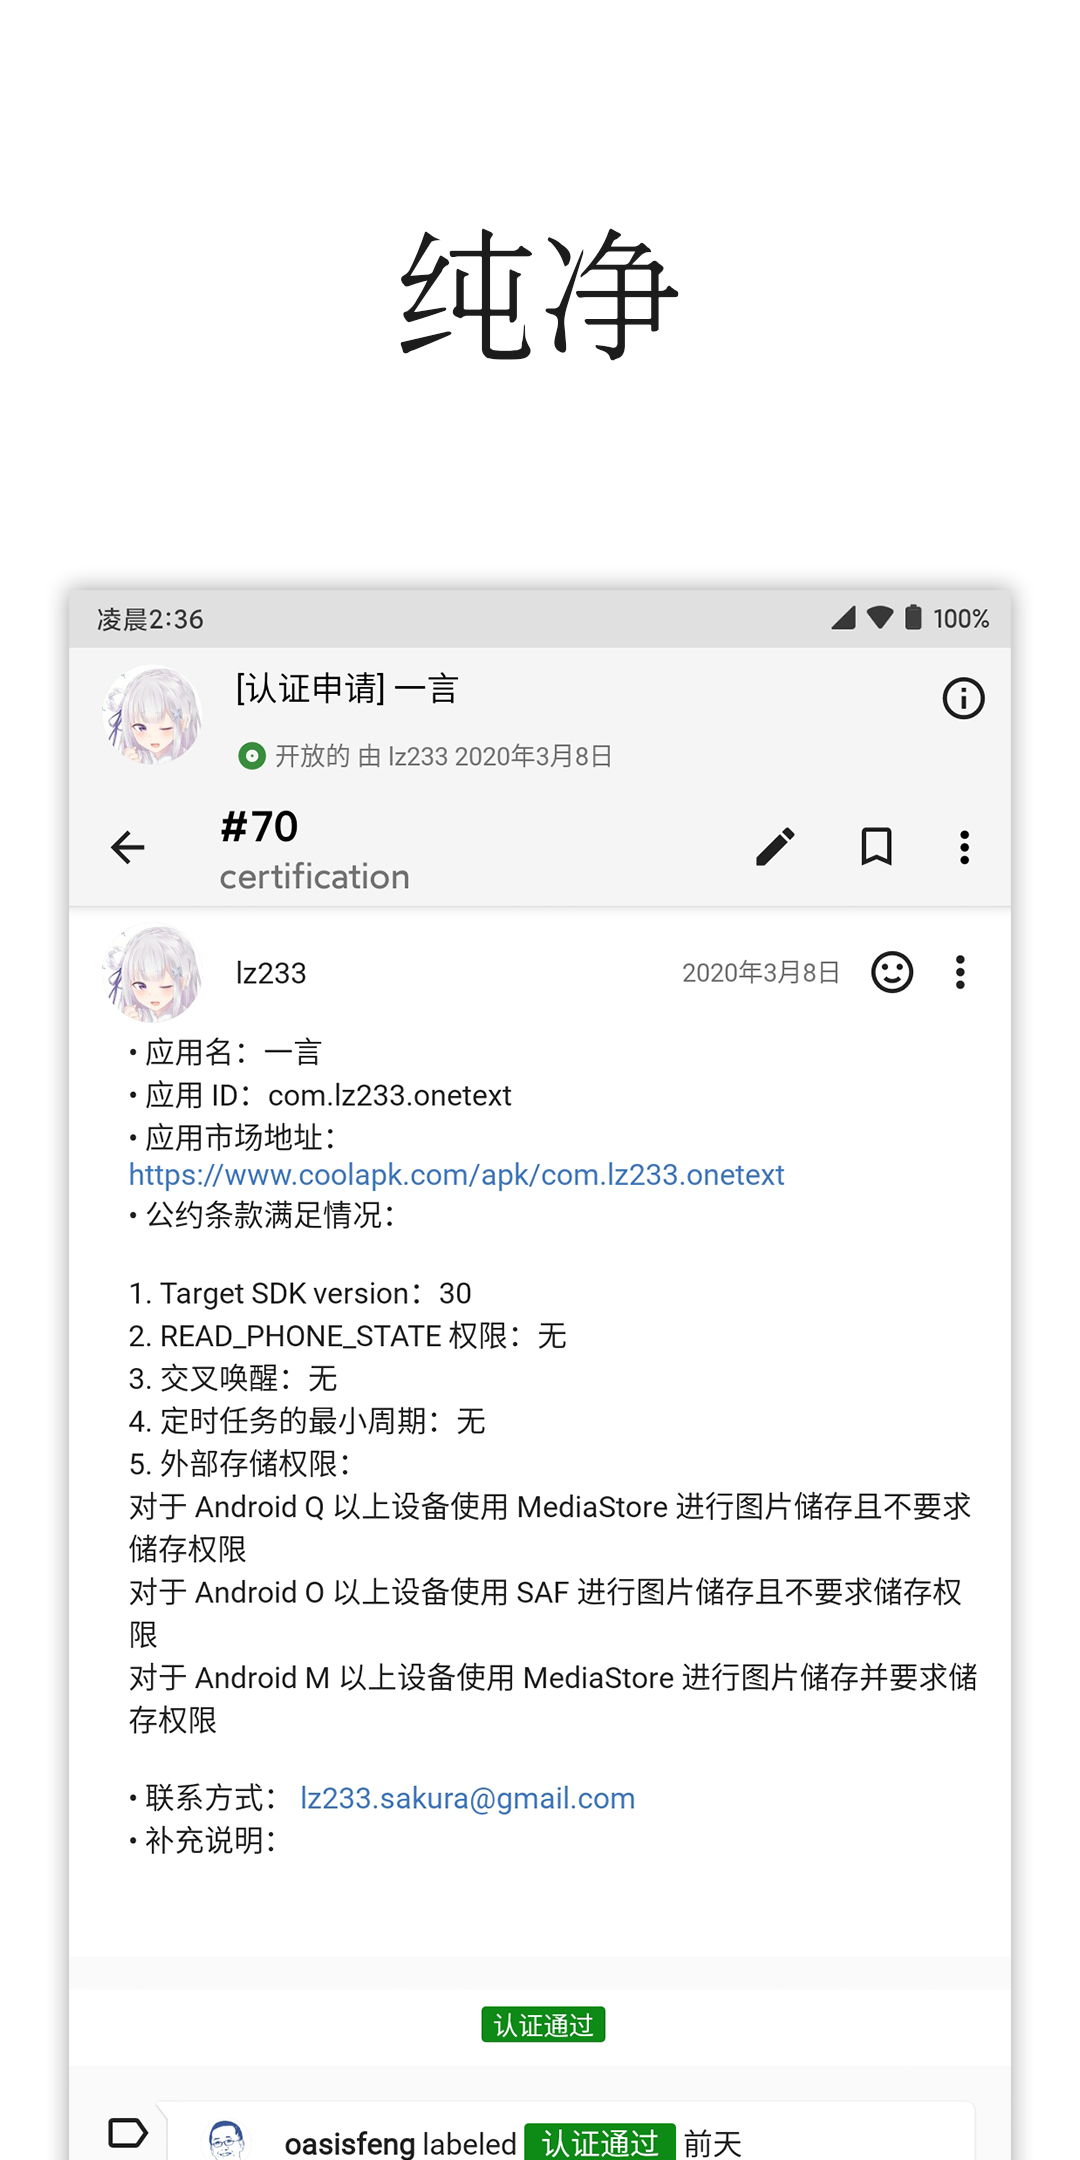 纯净
凌晨2:36
100%
[认证申请] 一言
开放的 由 lz233 2020年3月8日
#70
certification
lz233
2020年3月8日
• 应用名：一言
• 应用 ID：com.lz233.onetext
• 应用市场地址：
https://www.coolapk.com/apk/com.lz233.onetext
• 公约条款满足情况：
1. Target SDK version：30
2. READ_PHONE_STATE 权限：无
3. 交叉唤醒：无
4. 定时任务的最小周期：无
5. 外部存储权限：
对于 Android Q 以上设备使用 MediaStore 进行图片储存且不要求
储存权限
对于 Android O 以上设备使用 SAF 进行图片储存且不要求储存权
限
对于 Android M 以上设备使用 MediaStore 进行图片储存并要求储
存权限
• 联系方式： lz233.sakura@gmail.com
• 补充说明：
认证通过
oasisfeng labeled 认证通过 前天